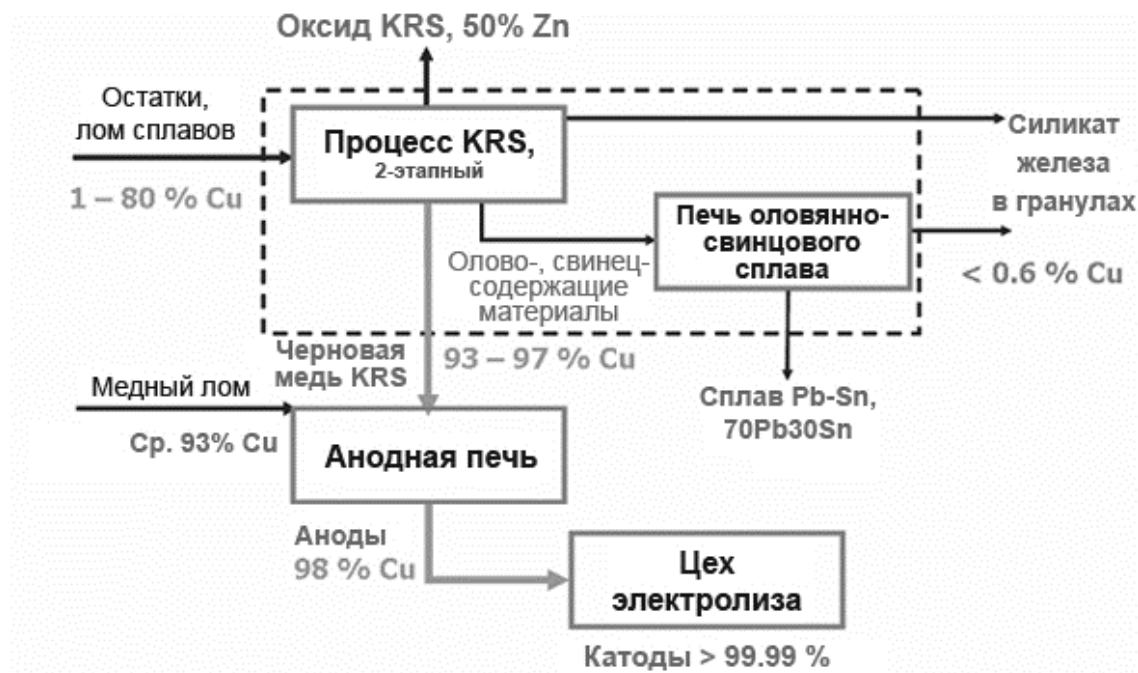 Оксид KRS, 50% Zn
Остатки,
лом сплавов
1 – 80 % Cu
Процесс KRS,
2-этапный
Силикат
железа
в гранулах
< 0.6 % Cu
Печь оловянно-
свинцового
сплава
Олово-, свинец-
содержащие
материалы
Черновая
медь KRS
93 – 97 % Cu
Медный лом
Ср. 93% Cu
Сплав Pb-Sn,
70Pb30Sn
Анодная печь
Аноды
98 % Cu
Цех
электролиза
Катоды > 99.99 %